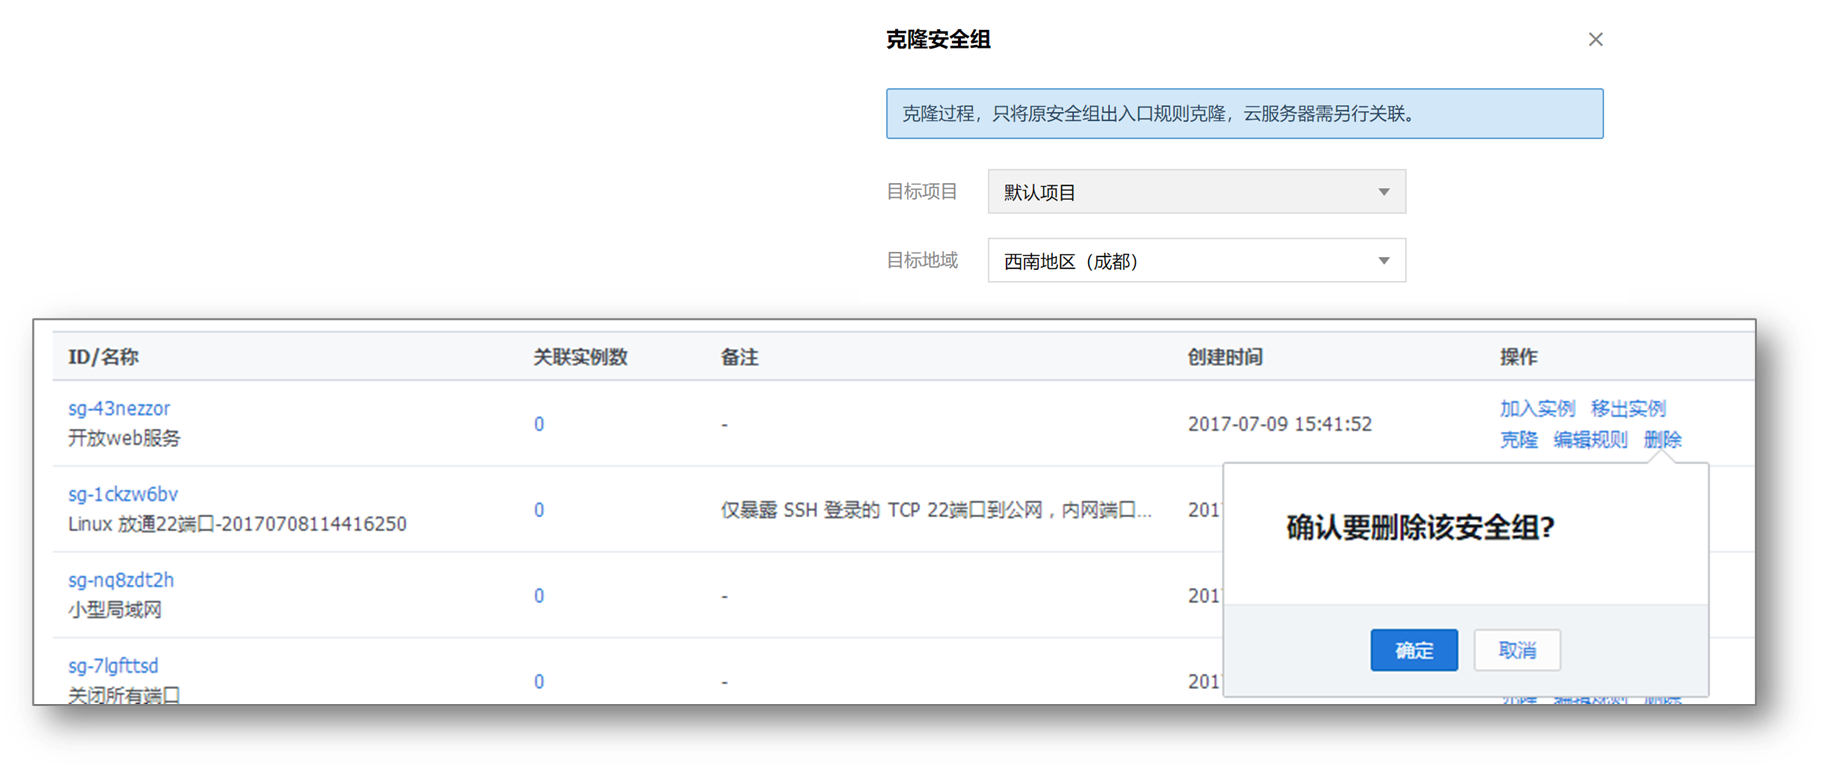 克隆安全组
克隆过程，只将原安全组出入口规则克隆，云服务器需另行关联。
目标项目 默认项目
目标地域 西南地区（成都）
ID/名称 关联实例数 备注 创建时间 操作
sg-43nezzor
开放web服务
0 - 2017-07-09 15:41:52
加入实例 移出实例
克隆 编辑规则 删除
sg-1ckzw6bv
Linux 放通22端口-20170708114416250
0 仅暴露 SSH 登录的 TCP 22端口到公网，内网端口... 201
sg-nq8zdt2h
小型局域网
0 - 201
sg-7lgfttsd
关闭所有端口
0 - 201
克隆 编辑规则 删除
确认要删除该安全组?
确定 取消